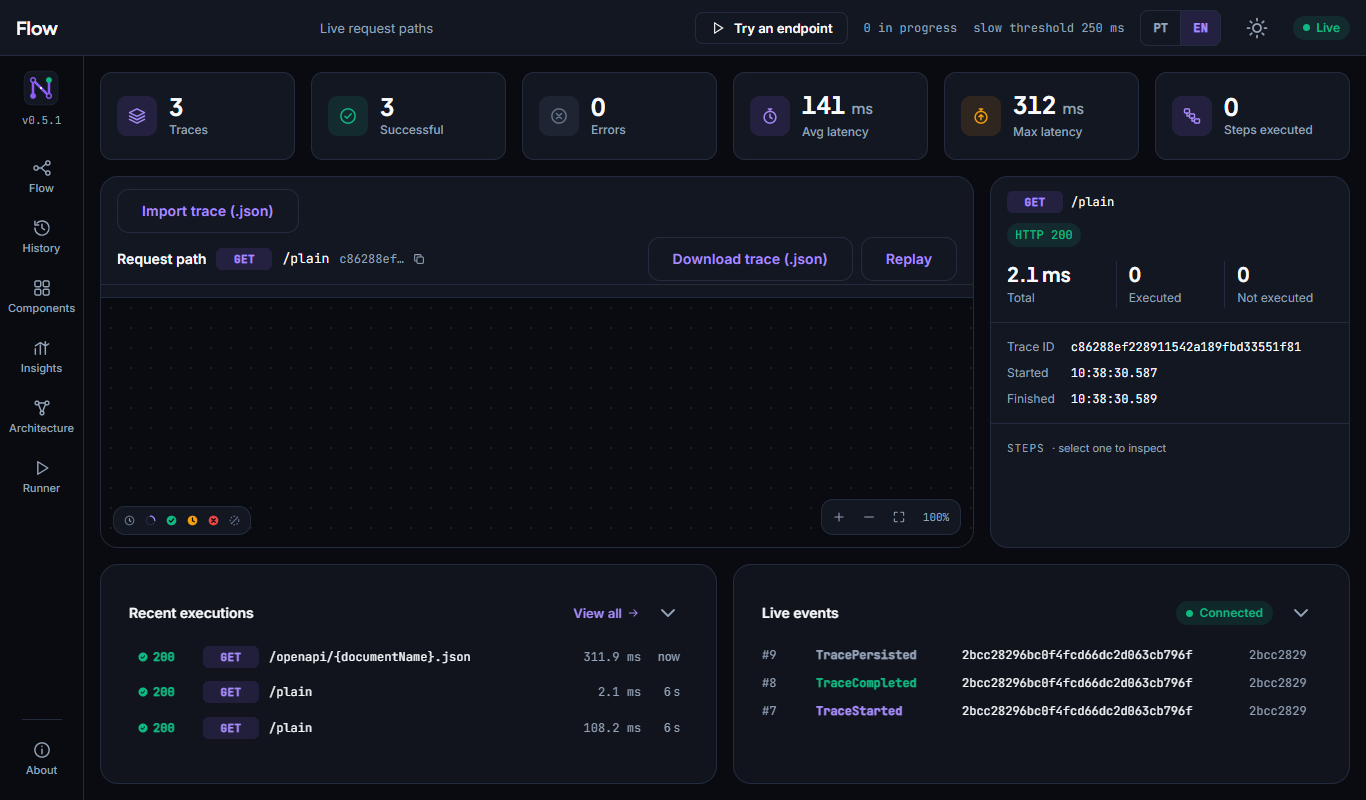 Flow
Live request paths
Try an endpoint
0 in progress
slow threshold 250 ms
PT
EN
Live
v0.5.1
Flow
History
Components
Insights
Architecture
Runner
About
3
Traces
3
Successful
0
Errors
141 ms
Avg latency
312 ms
Max latency
0
Steps executed
Import trace (.json)
Request path GET /plain c86288ef…
Download trace (.json)
Replay
100%
GET /plain
HTTP 200
2.1 ms
Total
0
Executed
0
Not executed
Trace ID c86288ef228911542a189fbd33551f81
Started 10:38:30.587
Finished 10:38:30.589
STEPS · select one to inspect
Recent executions
View all →
200 GET /openapi/{documentName}.json 311.9 ms now
200 GET /plain 2.1 ms 6 s
200 GET /plain 108.2 ms 6 s
Live events
Connected
#9 TracePersisted 2bcc28296bc0f4fcd66dc2d063cb796f 2bcc2829
#8 TraceCompleted 2bcc28296bc0f4fcd66dc2d063cb796f 2bcc2829
#7 TraceStarted 2bcc28296bc0f4fcd66dc2d063cb796f 2bcc2829